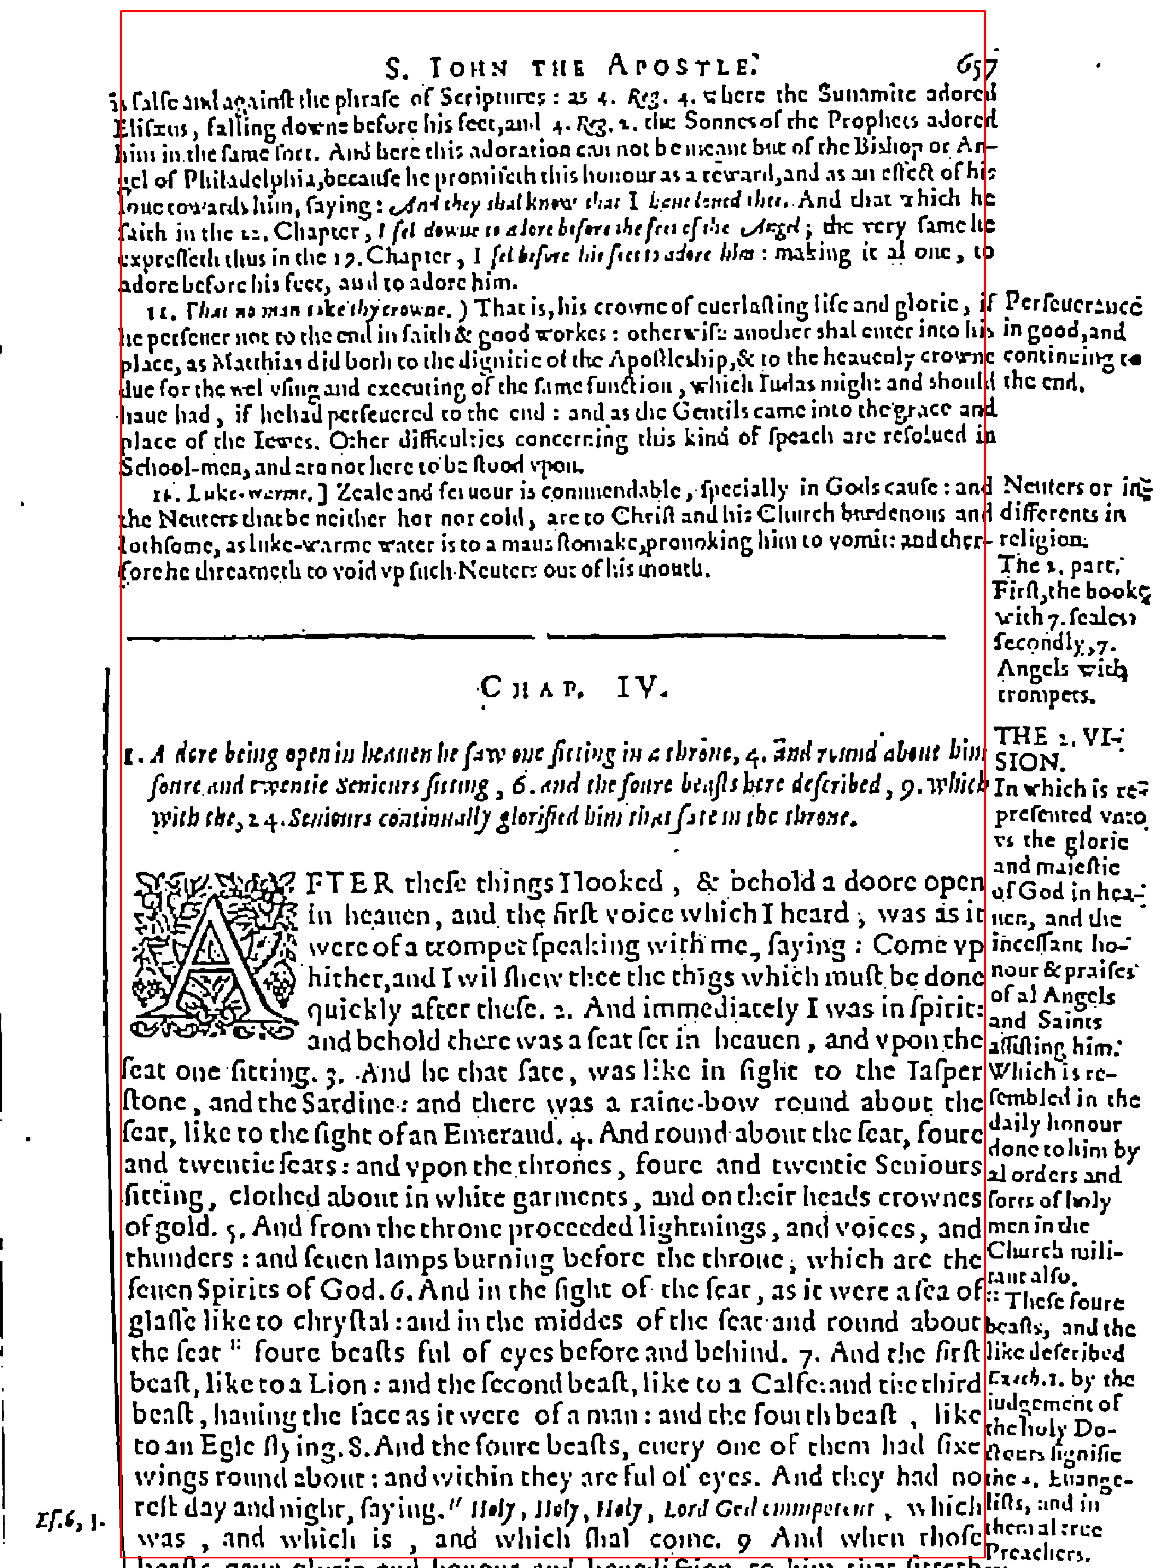 S. IOHN THE APOSTLE. 657
is false and against the phrase of Scriptures: as 4. Reg. 4. where the Sunamite adored
Elisæus, falling downe before his feet, and 4. Reg. 2. the Sonnes of the Prophets adored
him in the same sort. And here this adoration can not be meant but of the Bishop or An-
gel of Philadelphia, because he promiseth this honour as a reward, and as an effect of his
loue towards him, saying: And they shal know that I haue loued thee. And that which he
saith in the 22. Chapter, I fel downe to adore before the feet of the Angel; the very same he
expresseth thus in the 19. Chapter, I fel before his feet to adore him: making it al one, to
adore before his feet, and to adore him.
11. That no man take thy crowne.) That is, his crowne of euerlasting life and glorie, if
he perseuer not to the end in faith & good workes: otherwise another shal enter into his
place, as Matthias did both to the dignitie of the Apostleship, & to the heauenly crowne
due for the wel vsing and executing of the same function, which Iudas might and should
haue had, if he had perseuered to the end: and as the Gentils came into the grace and
place of the Iewes. Other difficulties concerning this kind of speach are resolued in
School-men, and are not here to be stood vpon.
16. Luke-warme.] Zeale and feruour is commendable, specially in Gods cause: and
the Neuters that be neither hot nor cold, are to Christ and his Church burdenous and
lothsome, as luke-warme water is to a mans stomake, prouoking him to vomit: and ther-
fore he threatneth to void vp such Neuters out of his mouth.
Perseuerance
in good, and
continuing to
the end.
Neuters or in-
differents in
religion.
The 2. part.
First, the booke
with 7. seales:
secondly, 7.
Angels with
trompets.
CHAP. IV.
1. A dore being open in heauen he saw one sitting in a throne, 4. and round about him
foure and twentie Seniours sitting, 6. and the foure beasts here described, 9. which
with the, 24. Seniours continually glorified him that sate in the throne.
AFTER these things I looked, & behold a doore open
in heauen, and the first voice which I heard, was as it
were of a trompet speaking with me, saying: Come vp
hither, and I wil shew thee the thigs which must be done
quickly after these. 2. And immediately I was in spirit:
and behold there was a seat set in heauen, and vpon the
seat one sitting. 3. And he that sate, was like in sight to the Iasper
stone, and the Sardine: and there was a raine-bow round about the
seat, like to the sight of an Emeraud. 4. And round about the seat, foure
and twentie seats: and vpon the thrones, foure and twentie Seniours
sitting, clothed about in white garments, and on their heads crownes
of gold. 5. And from the throne proceeded lightnings, and voices, and
thunders: and seuen lamps burning before the throne, which are the
seuen Spirits of God. 6. And in the sight of the seat, as it were a sea of
glasse like to chrystal: and in the middes of the seat and round about
the seat :: foure beasts ful of eyes before and behind. 7. And the first
beast, like to a Lion: and the second beast, like to a Calfe: and the third
beast, hauing the face as it were of a man: and the fourth beast, like
to an Egle flying. 8. And the foure beasts, euery one of them had sixe
wings round about: and within they are ful of eyes. And they had no
rest day and night, saying. " Holy, Holy, Holy, Lord God omnipotent, which
was, and which is, and which shal come. 9 And when those
THE 2. VI-
SION.
In which is re-
presented vnto
vs the glorie
and maiestie
of God in hea-
uen, and the
incessant ho-
nour & praises
of al Angels
and Saints
assisting him.
Which is re-
sembled in the
daily honour
done to him by
al orders and
sorts of holy
men in the
Church mili-
tant also.
:: These foure
beasts, and the
like described
Ezech. 1. by the
iudgement of
the holy Do-
ctors signifie
the 4. Euange-
lists, and in
them al true
Preachers.
Es. 6, 3.